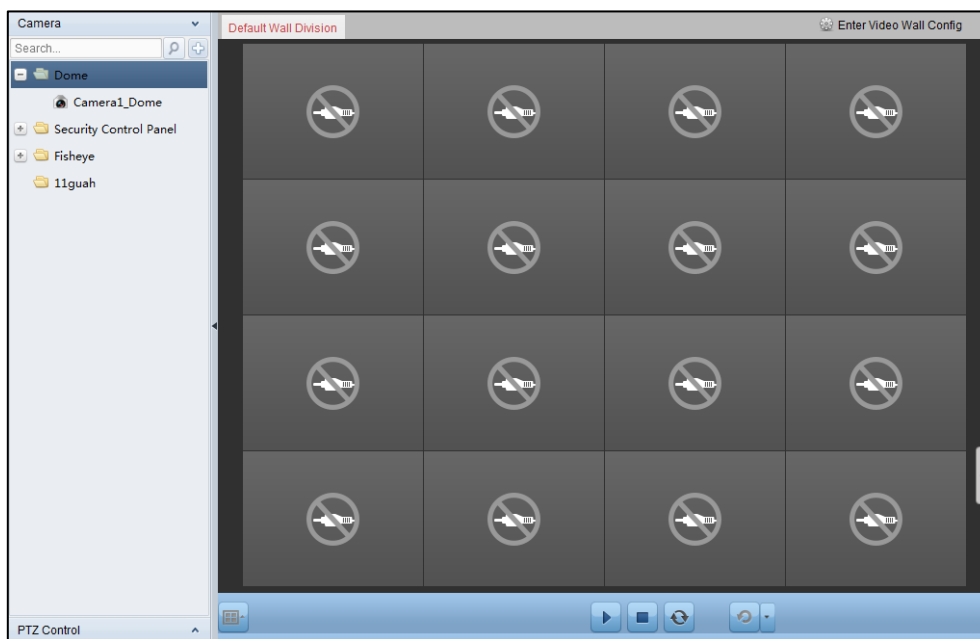 Camera
Default Wall Division
Enter Video Wall Config
Search...
Dome
Camera1_Dome
Security Control Panel
Fisheye
11guah
PTZ Control